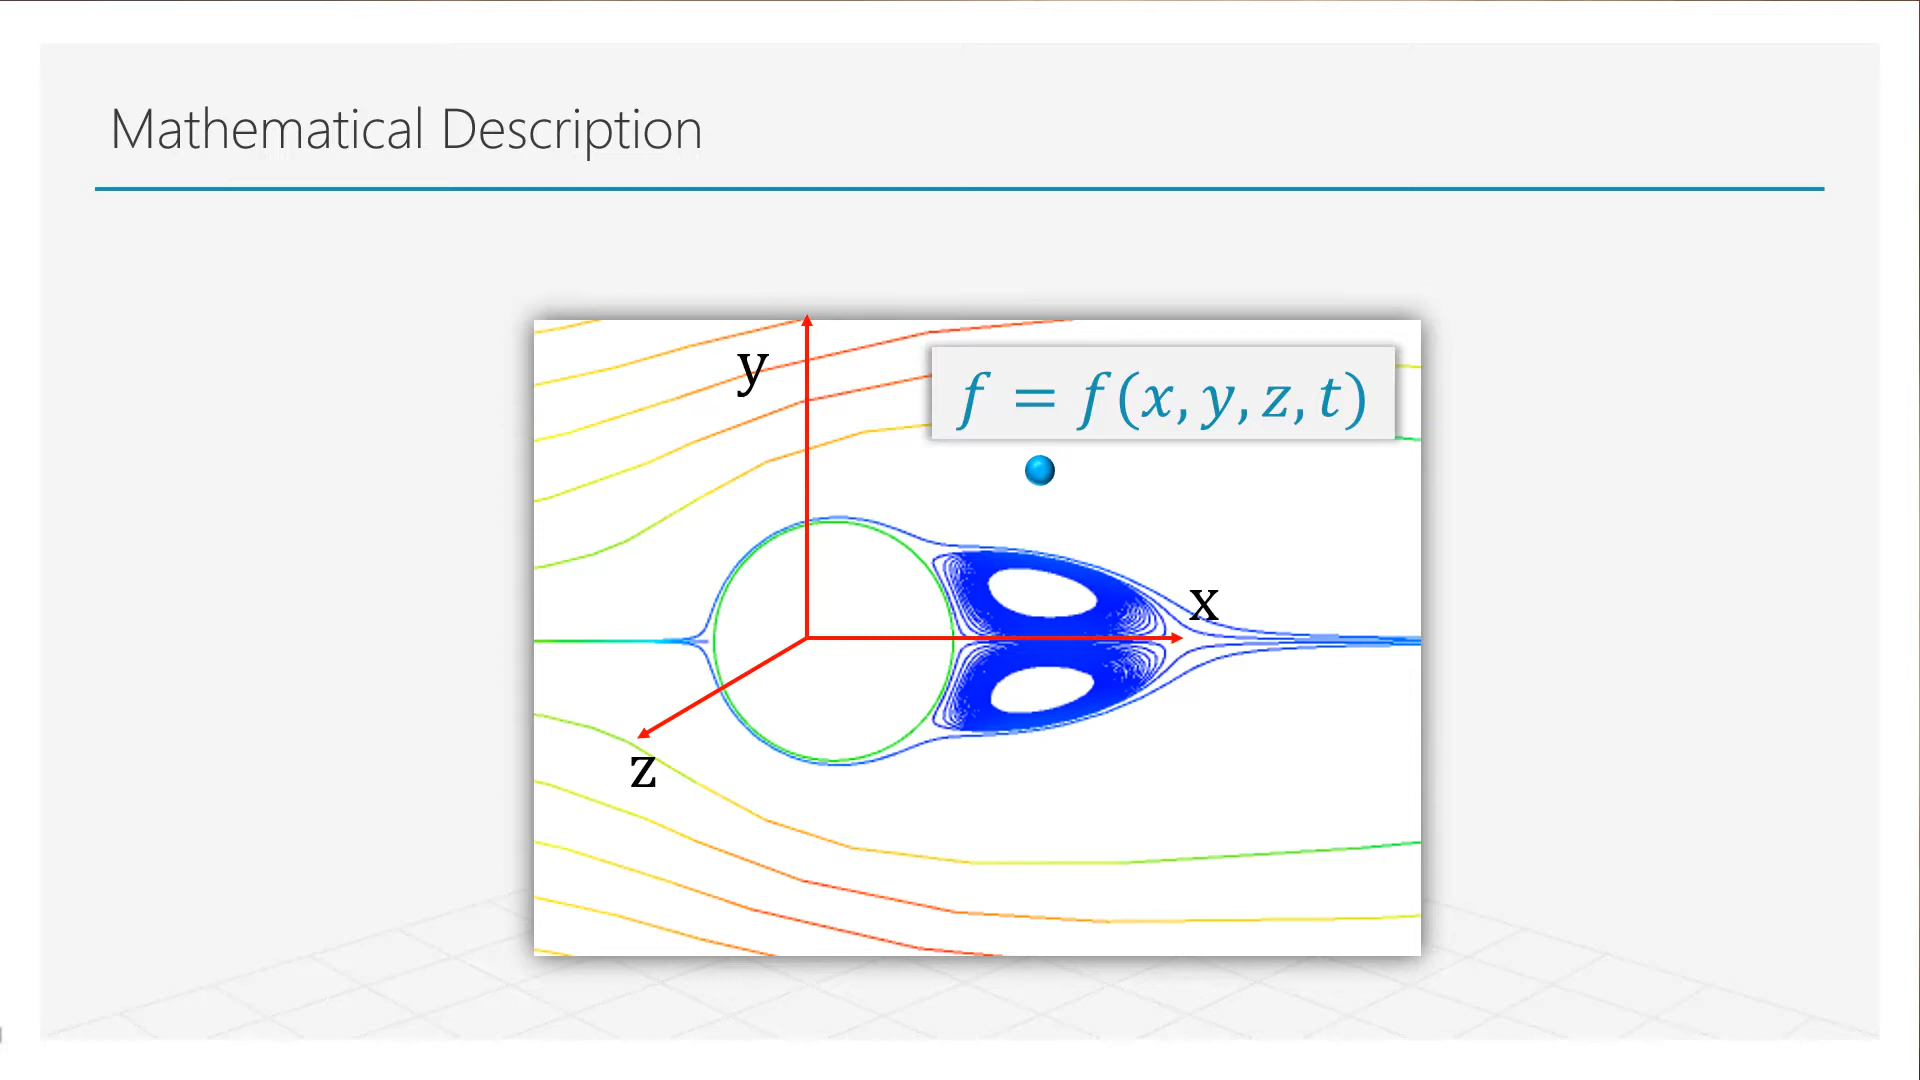 Mathematical Description
y
f = f(x, y, z, t)
x
z